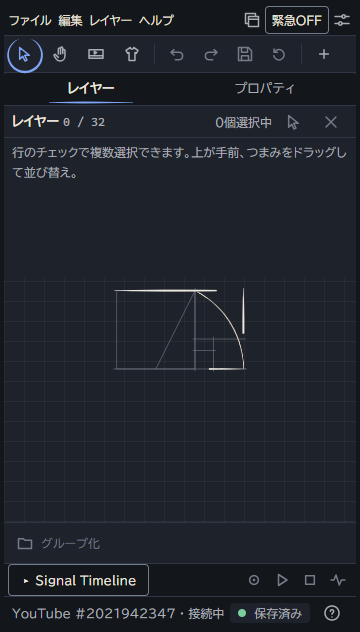 ファイル 編集 レイヤー ヘルプ 緊急OFF
レイヤー プロパティ
レイヤー 0 / 32 0個選択中
行のチェックで複数選択できます。上が手前、つまみをドラッグし
て並び替え。
グループ化
▸ Signal Timeline
YouTube #2021942347・接続中 保存済み